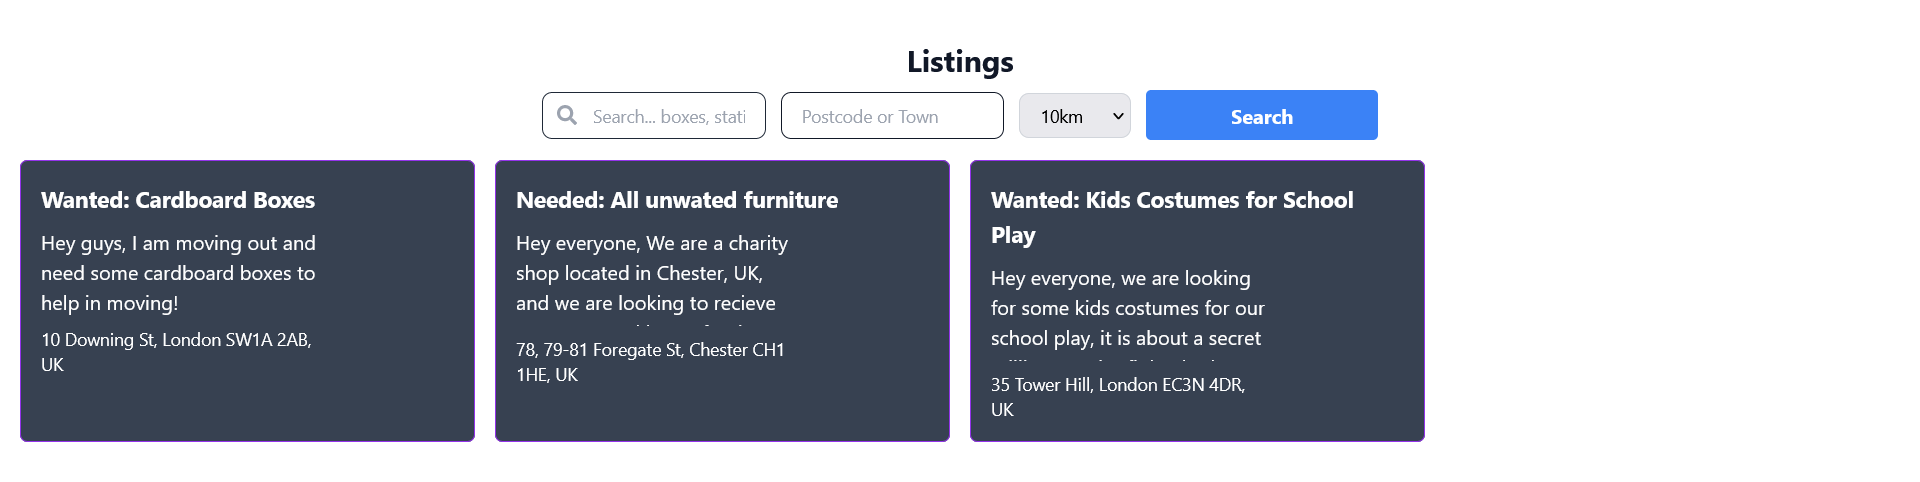 Listings
Search... boxes, stati
Postcode or Town
10km
Search
Wanted: Cardboard Boxes
Hey guys, I am moving out and
need some cardboard boxes to
help in moving!
10 Downing St, London SW1A 2AB,
UK
Needed: All unwated furniture
Hey everyone, We are a charity
shop located in Chester, UK,
and we are looking to recieve
78, 79-81 Foregate St, Chester CH1
1HE, UK
Wanted: Kids Costumes for School
Play
Hey everyone, we are looking
for some kids costumes for our
school play, it is about a secret
35 Tower Hill, London EC3N 4DR,
UK